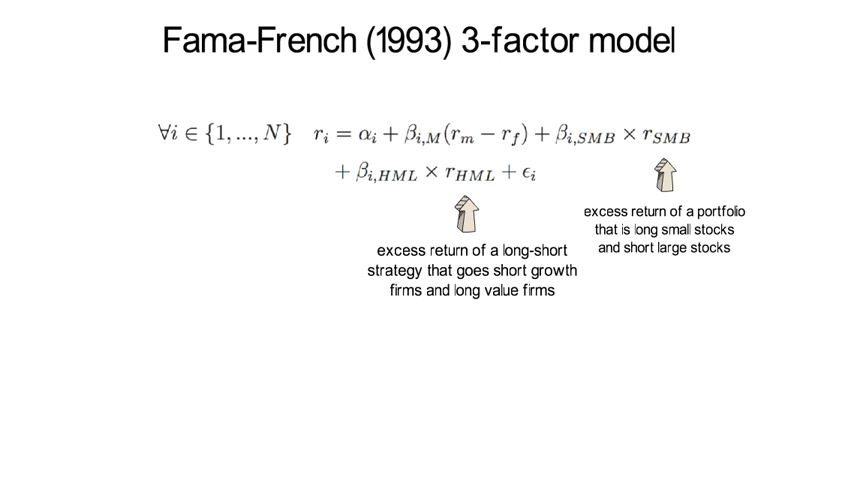 Fama-French (1993) 3-factor model
∀i ∈ {1, ..., N} r_i = α_i + β_{i,M}(r_m − r_f) + β_{i,SMB} × r_{SMB}
+ β_{i,HML} × r_{HML} + ϵ_i
excess return of a portfolio
that is long small stocks
and short large stocks
excess return of a long-short
strategy that goes short growth
firms and long value firms